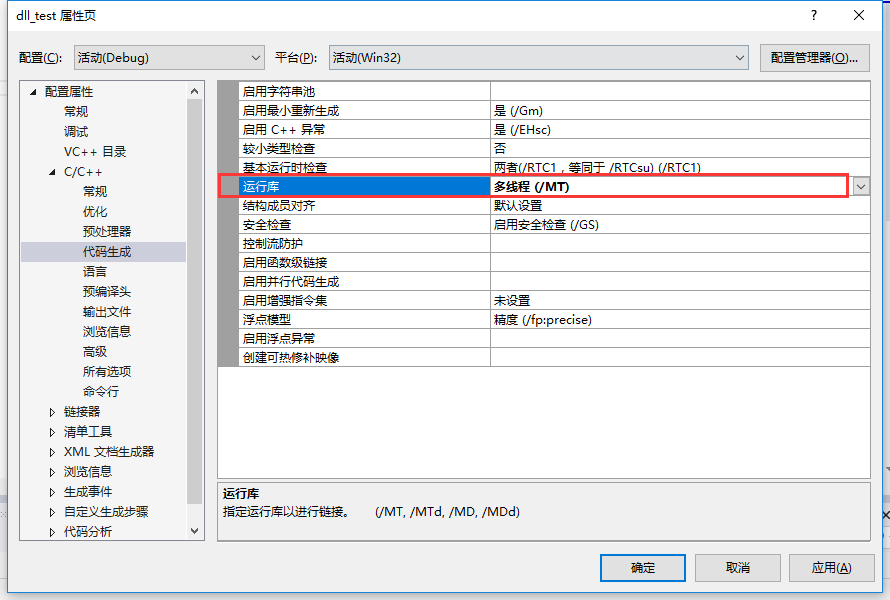 dll_test 属性页
?
配置(C): 活动(Debug) 平台(P): 活动(Win32) 配置管理器(O)...
配置属性
常规
调试
VC++ 目录
C/C++
常规
优化
预处理器
代码生成
语言
预编译头
输出文件
浏览信息
高级
所有选项
命令行
链接器
清单工具
XML 文档生成器
浏览信息
生成事件
自定义生成步骤
代码分析
启用字符串池
启用最小重新生成 是 (/Gm)
启用 C++ 异常 是 (/EHsc)
较小类型检查 否
基本运行时检查 两者(/RTC1，等同于 /RTCsu) (/RTC1)
运行库 多线程 (/MT)
结构成员对齐 默认设置
安全检查 启用安全检查 (/GS)
控制流防护
启用函数级链接
启用并行代码生成
启用增强指令集 未设置
浮点模型 精度 (/fp:precise)
启用浮点异常
创建可热修补映像
运行库
指定运行库以进行链接。 (/MT, /MTd, /MD, /MDd)
确定 取消 应用(A)